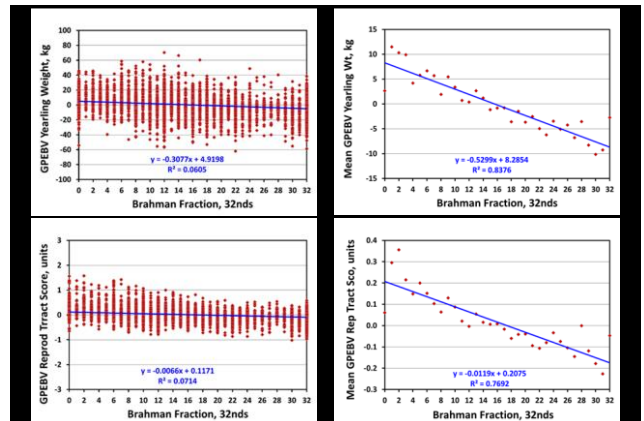 GPEBV Yearling Weight, kg
100
80
60
40
20
0
-20
-40
-60
-80
-100
y = -0.3077x + 4.9198
R² = 0.0605
0 2 4 6 8 10 12 14 16 18 20 22 24 26 28 30 32
Brahman Fraction, 32nds
Mean GPEBV Yearling Wt, kg
15
10
5
0
-5
-10
-15
y = -0.5299x + 8.2854
R² = 0.8376
0 2 4 6 8 10 12 14 16 18 20 22 24 26 28 30 32
Brahman Fraction, 32nds
GPEBV Reprod Trract Score, units
3
2
1
0
-1
-2
-3
y = -0.0066x + 0.1171
R² = 0.0714
0 2 4 6 8 10 12 14 16 18 20 22 24 26 28 30 32
Brahman Fraction, 32nds
Mean GPEBV Rep Tract Sco, units
0.4
0.3
0.2
0.1
0.0
-0.1
-0.2
-0.3
y = -0.0119x + 0.2075
R² = 0.7692
0 2 4 6 8 10 12 14 16 18 20 22 24 26 28 30 32
Brahman Fraction, 32nds